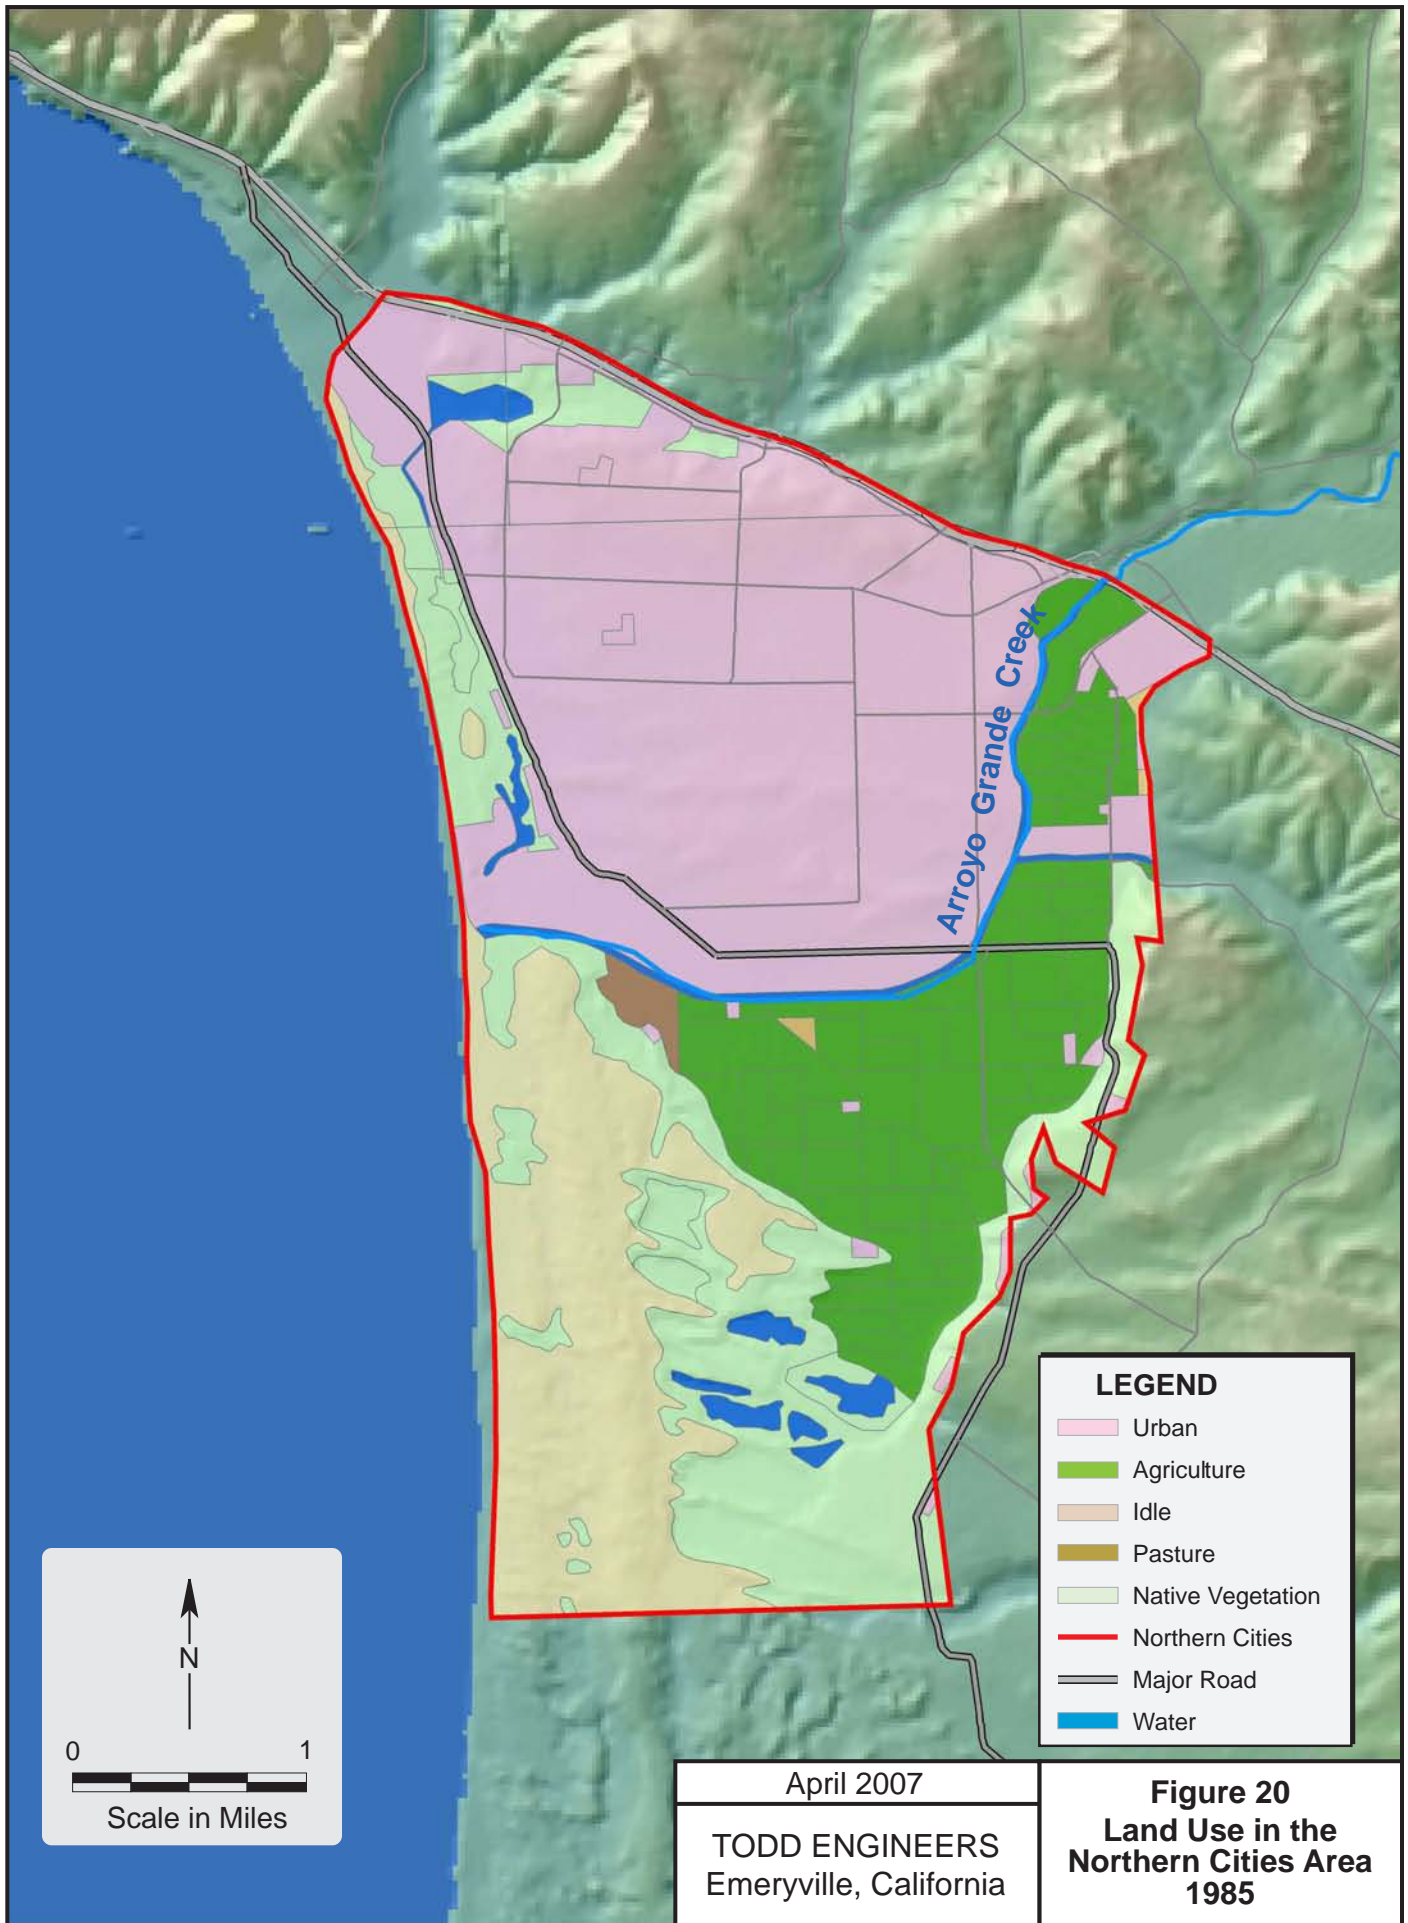 Arroyo Grande Creek
LEGEND
Urban
Agriculture
Idle
Pasture
Native Vegetation
Northern Cities
Major Road
Water
N
0 1
Scale in Miles
April 2007
TODD ENGINEERS
Emeryville, California
Figure 20
Land Use in the
Northern Cities Area
1985